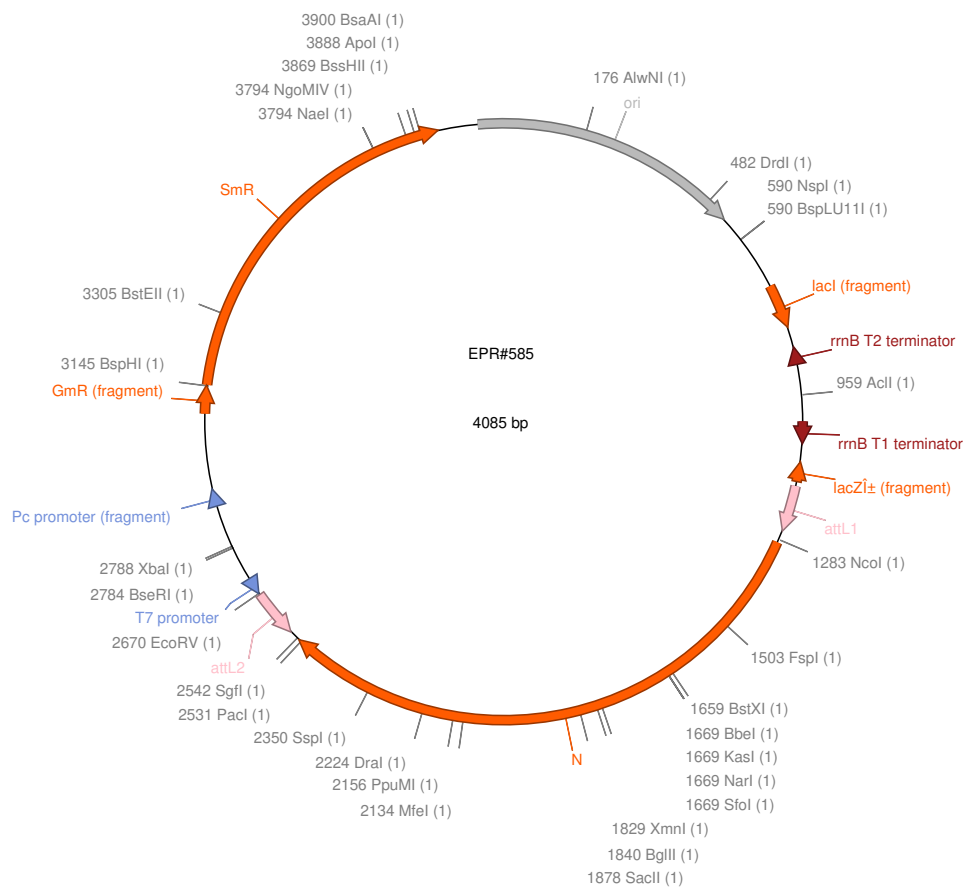 3900 BsaAI (1)
3888 ApoI (1)
3869 BssHII (1)
3794 NgoMIV (1)
3794 NaeI (1)
176 AlwNI (1)
ori
482 DrdI (1)
590 NspI (1)
590 BspLU11I (1)
SmR
lacI (fragment)
3305 BstEII (1)
rrnB T2 terminator
EPR#585
3145 BspHI (1)
959 AclI (1)
GmR (fragment)
4085 bp
rrnB T1 terminator
lacZÎ± (fragment)
Pc promoter (fragment)
attL1
2788 XbaI (1)
1283 NcoI (1)
2784 BseRI (1)
T7 promoter
2670 EcoRV (1)
attL2
1503 FspI (1)
2542 SgfI (1)
2531 PacI (1)
1659 BstXI (1)
1669 BbeI (1)
2350 SspI (1)
1669 KasI (1)
N
2224 DraI (1)
1669 NarI (1)
2156 PpuMI (1)
1669 SfoI (1)
2134 MfeI (1)
1829 XmnI (1)
1840 BglII (1)
1878 SacII (1)